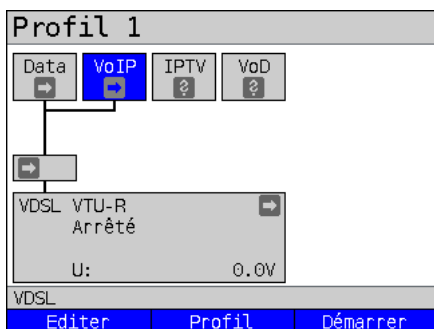 Profil 1
Data VoIP IPTV VoD
VDSL VTU-R
Arrêté
U: 0.0V
VDSL
Editer Profil Démarrer